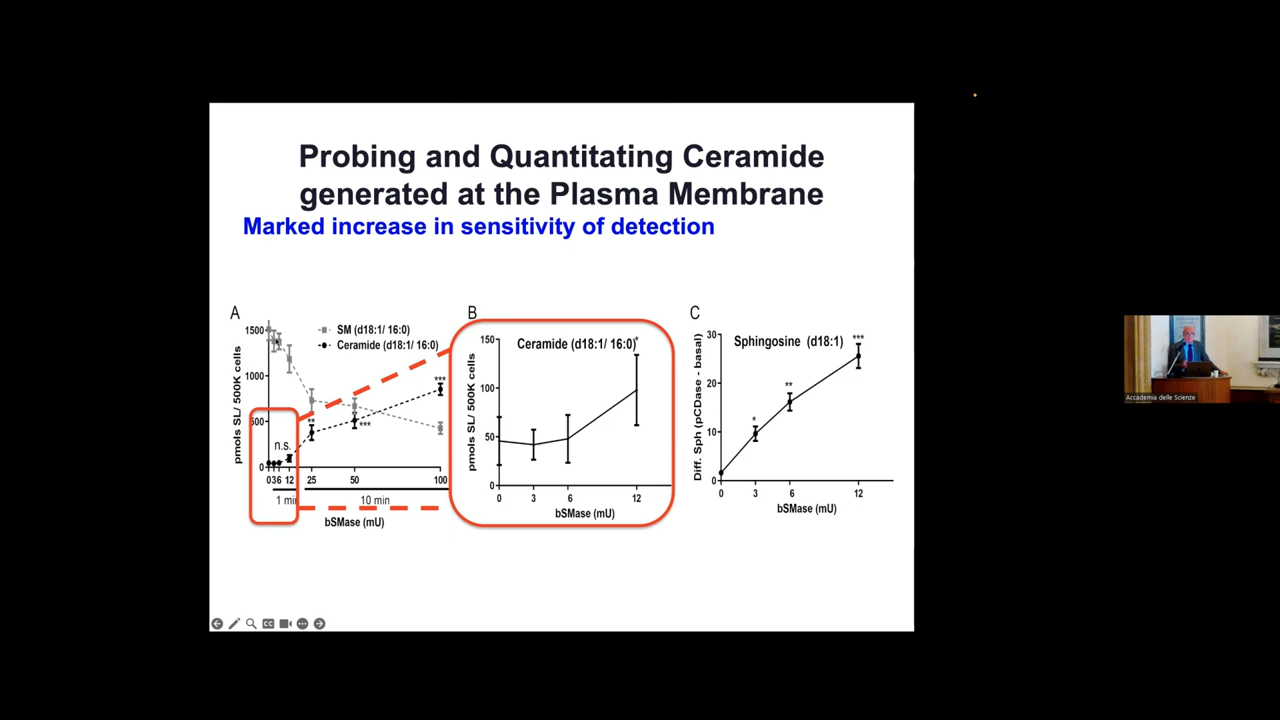 Probing and Quantitating Ceramide
generated at the Plasma Membrane
Marked increase in sensitivity of detection
A
SM (d18:1/ 16:0)
Ceramide (d18:1/ 16:0)
pmols SL/ 500K cells
1500
1000
500
0
n.s.
**
***
***
0 3 6 12 25 50 100
1 min
10 min
bSMase (mU)
B
Ceramide (d18:1/ 16:0)
*
pmols SL/ 500K cells
150
100
50
0
0 3 6 12
bSMase (mU)
C
Sphingosine (d18:1)
Diff. Sph (pCDase - basal)
30
20
10
0
*
**
***
0 3 6 12
bSMase (mU)
CC
Accademia delle Scienze